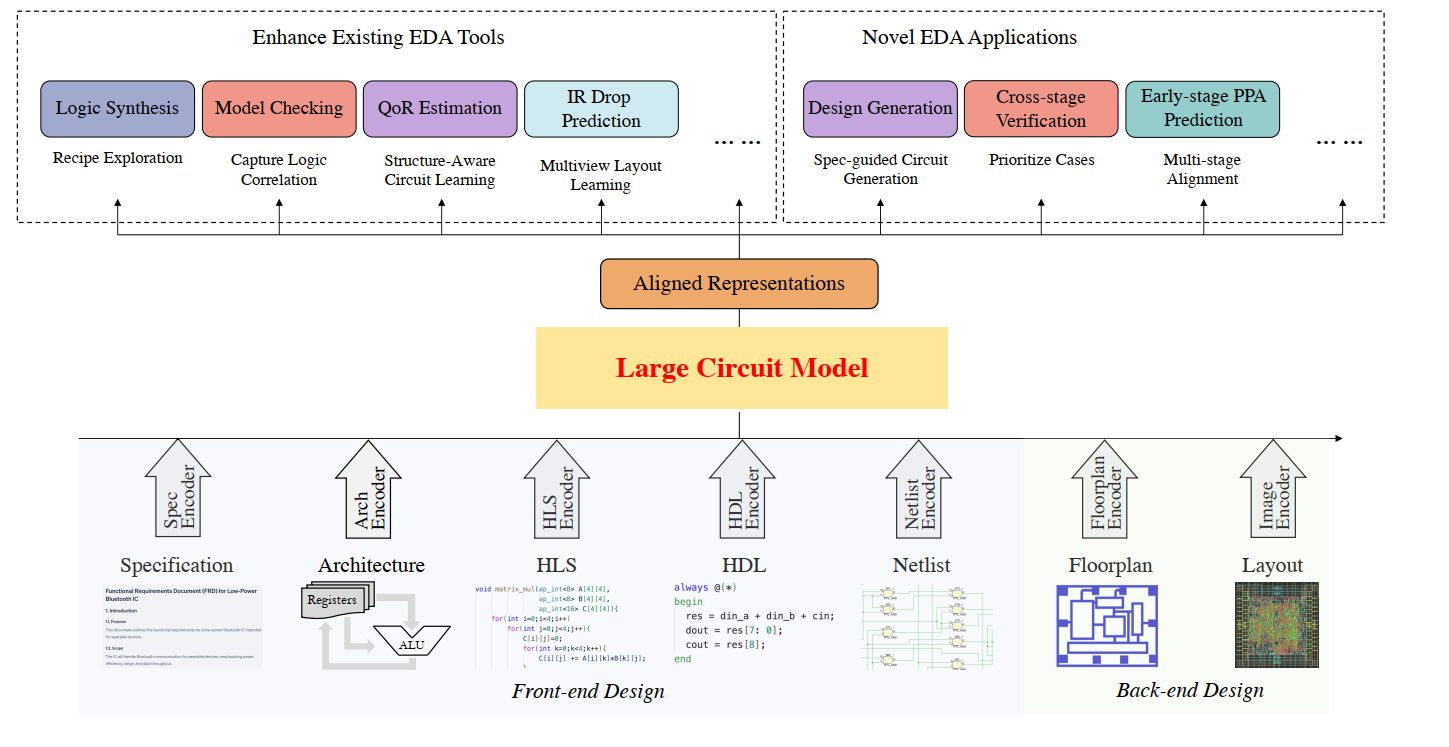 Enhance Existing EDA Tools
Novel EDA Applications
Logic Synthesis
Model Checking
QoR Estimation
IR Drop
Prediction
Design Generation
Cross-stage
Verification
Early-stage PPA
Prediction
... ...
... ...
Recipe Exploration
Capture Logic
Correlation
Structure-Aware
Circuit Learning
Multiview Layout
Learning
Spec-guided Circuit
Generation
Prioritize Cases
Multi-stage
Alignment
Aligned Representations
Large Circuit Model
Spec
Encoder
Arch
Encoder
HLS
Encoder
HDL
Encoder
Netlist
Encoder
Floorplan
Encoder
Image
Encoder
Specification
Architecture
HLS
HDL
Netlist
Floorplan
Layout
Functional Requirements Document (FRD) for Low-Power
Bluetooth IC
1. Introduction
1.1. Purpose
This document outlines the functional requirements for a low-power Bluetooth IC intended
for wearable devices.
1.2. Scope
The IC will handle Bluetooth communication for wearable devices, emphasizing power
efficiency, range, and data throughput.
Registers
ALU
void matrix_mul(ap_int<8> A[4][4],
ap_int<8> B[4][4],
ap_int<16> C[4][4]){
for(int i=0;i<4;i++)
for(int j=0;j<4;j++){
C[i][j]=0;
for(int k=0;k<4;k++){
C[i][j] += A[i][k]*B[k][j];
always @(*)
begin
res = din_a + din_b + cin;
dout = res[7: 0];
cout = res[8];
end
Front-end Design
Back-end Design